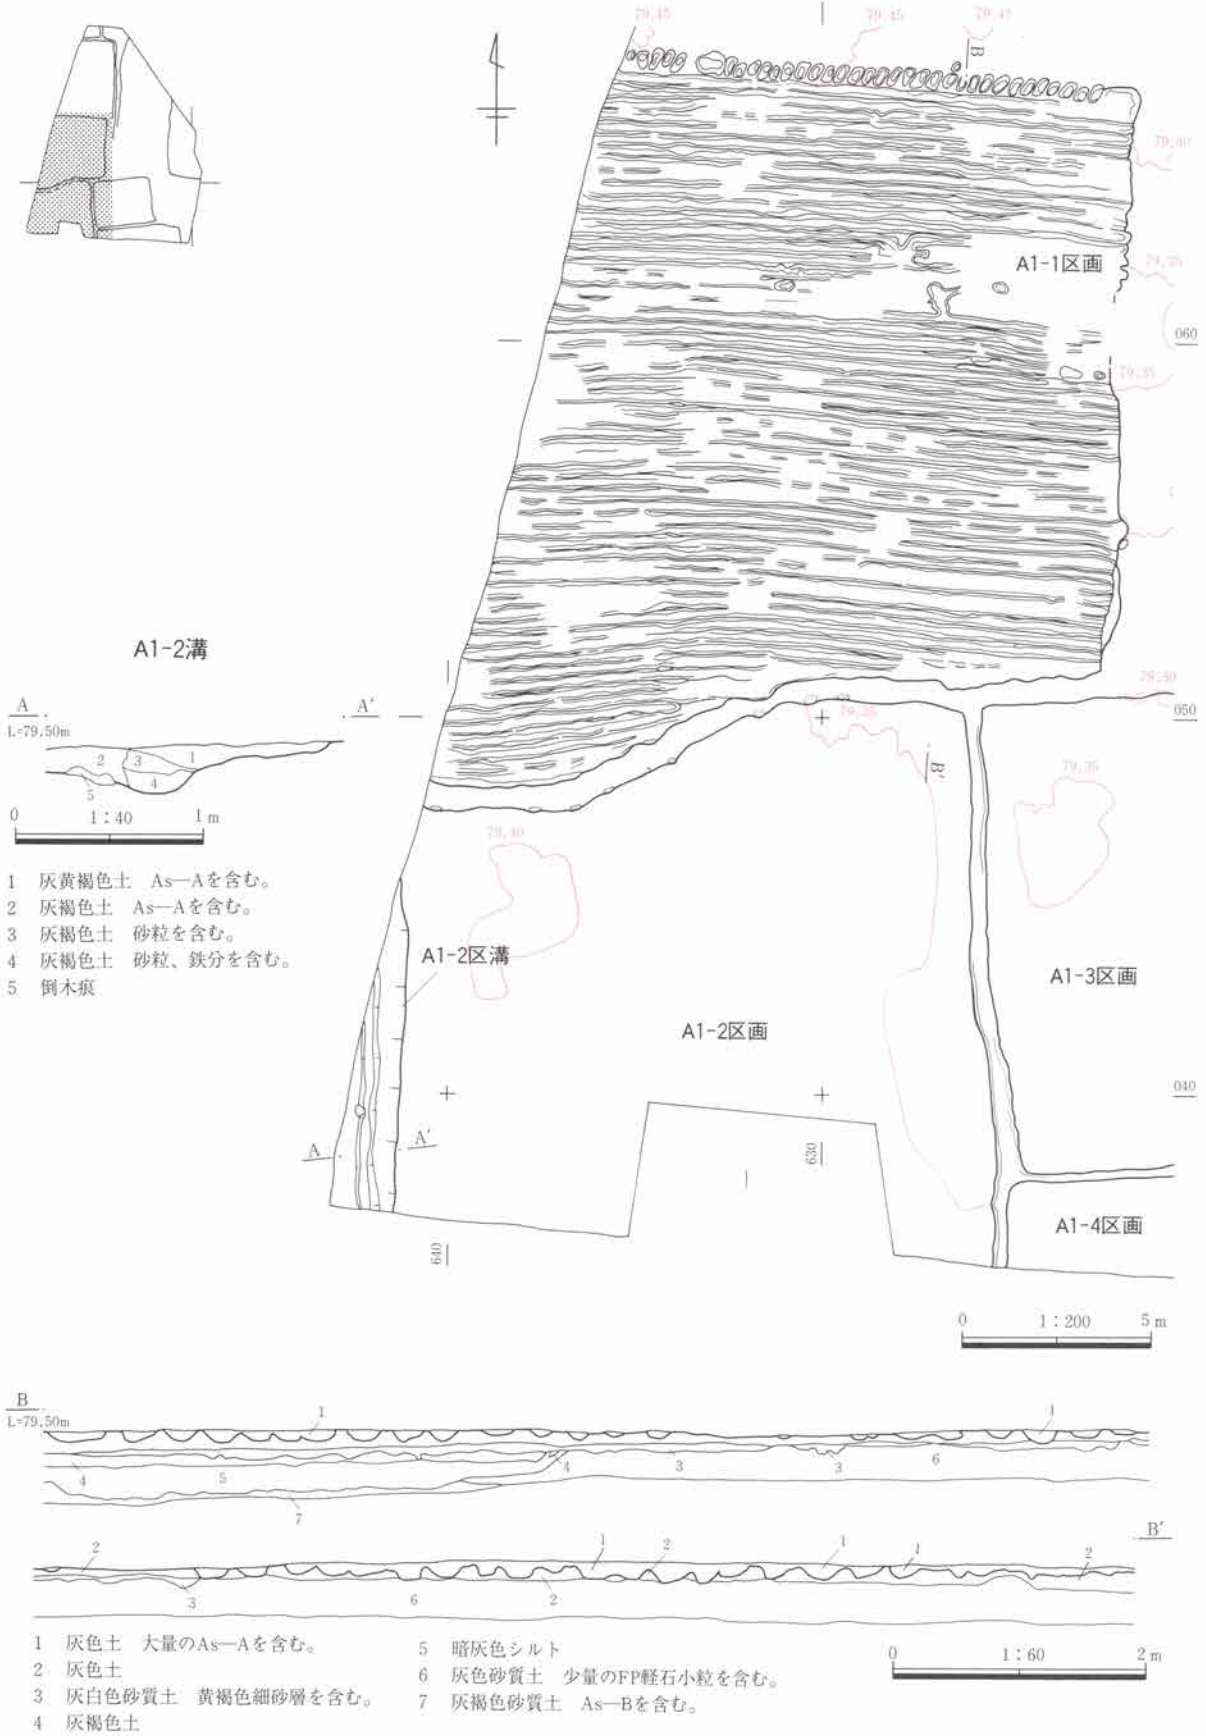 79.45
79.45
79.45
B
79.40
A1-1区画
79.35
060
79.35
A1-2溝
A
A'
L=79.50m
2 3 1
4
5
0 1:40 1m
79.30
050
79.35
B'
79.35
79.40
1 灰黄褐色土 As—Aを含む。
2 灰褐色土 As—Aを含む。
3 灰褐色土 砂粒を含む。
4 灰褐色土 砂粒、鉄分を含む。
5 倒木痕
A1-2区溝
A1-3区画
A1-2区画
040
A
A'
630
A1-4区画
640
0 1:200 5m
B
L=79.50m
1 1
4 5 4 3 3 6
7
B'
2 1 2 1 1 2
3 6 2
1 灰色土 大量のAs—Aを含む。
2 灰色土
3 灰白色砂質土 黄褐色細砂層を含む。
4 灰褐色土
5 暗灰色シルト
6 灰色砂質土 少量のFP軽石小粒を含む。
7 灰褐色砂質土 As—Bを含む。
0 1:60 2m